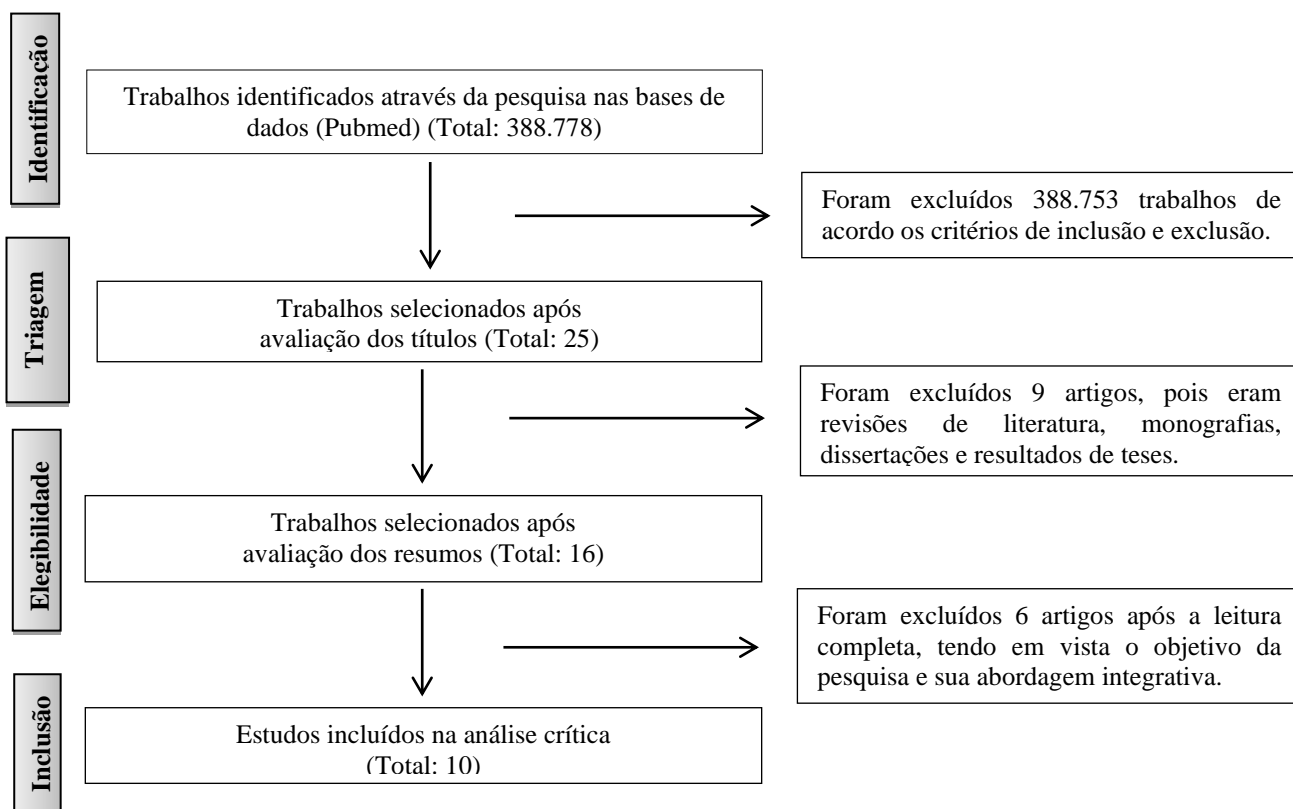 Identificação
Trabalhos identificados através da pesquisa nas bases de
dados (Pubmed) (Total: 388.778)
Foram excluídos 388.753 trabalhos de
acordo os critérios de inclusão e exclusão.
Triagem
Trabalhos selecionados após
avaliação dos títulos (Total: 25)
Foram excluídos 9 artigos, pois eram
revisões de literatura, monografias,
dissertações e resultados de teses.
Elegibilidade
Trabalhos selecionados após
avaliação dos resumos (Total: 16)
Foram excluídos 6 artigos após a leitura
completa, tendo em vista o objetivo da
pesquisa e sua abordagem integrativa.
Inclusão
Estudos incluídos na análise crítica
(Total: 10)